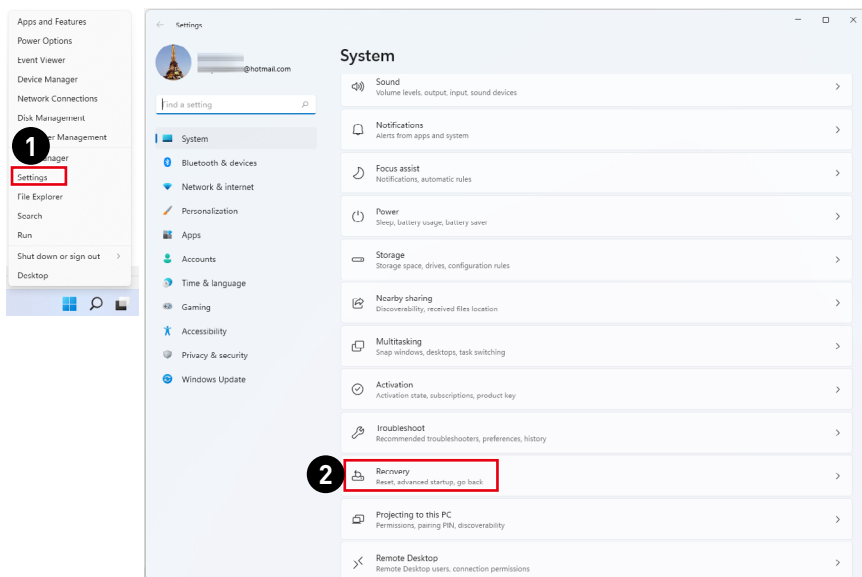 Apps and Features
Power Options
Event Viewer
Device Manager
Network Connections
Disk Management
Management
1
Settings
File Explorer
Search
Run
Shut down or sign out
Desktop
Settings
@hotmail.com
Find a setting
System
Bluetooth & devices
Network & internet
Personalization
Apps
Accounts
Time & language
Gaming
Accessibility
Privacy & security
Windows Update
System
Sound
Volume levels, output, input, sound devices
Notifications
Alerts from apps and system
Focus assist
Notifications, automatic rules
Power
Sleep, battery usage, battery saver
Storage
Storage space, drives, configuration rules
Nearby sharing
Discoverability, received files location
Multitasking
Snap windows, desktops, task switching
Activation
Activation state, subscriptions, product key
Troubleshoot
Recommended troubleshooters, preferences, history
2
Recovery
Reset, advanced startup, go back
Projecting to this PC
Permissions, pairing PIN, discoverability
Remote Desktop
Remote Desktop users, connection permissions